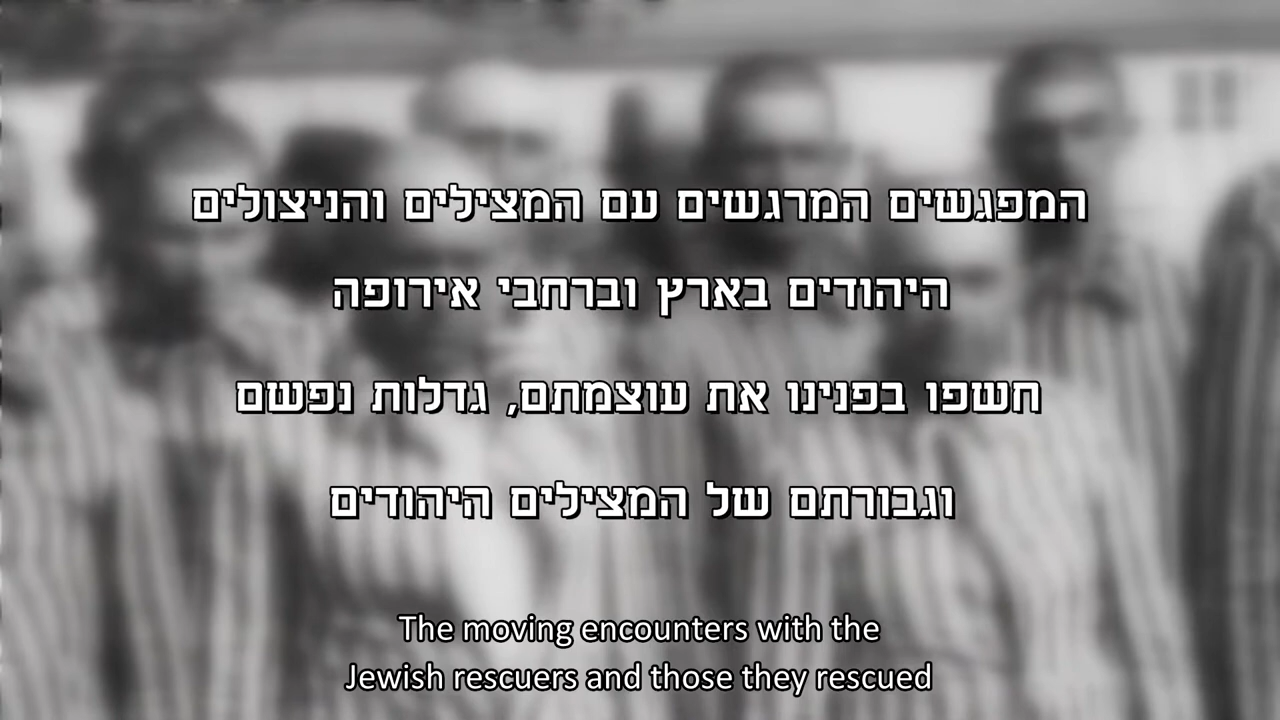 המפגשים המרגשים עם המצילים והניצולים
היהודים בארץ וברחבי אירופה
חשפו בפנינו את עוצמתם, גדלות נפשם
וגבורתם של המצילים היהודים
The moving encounters with the
Jewish rescuers and those they rescued